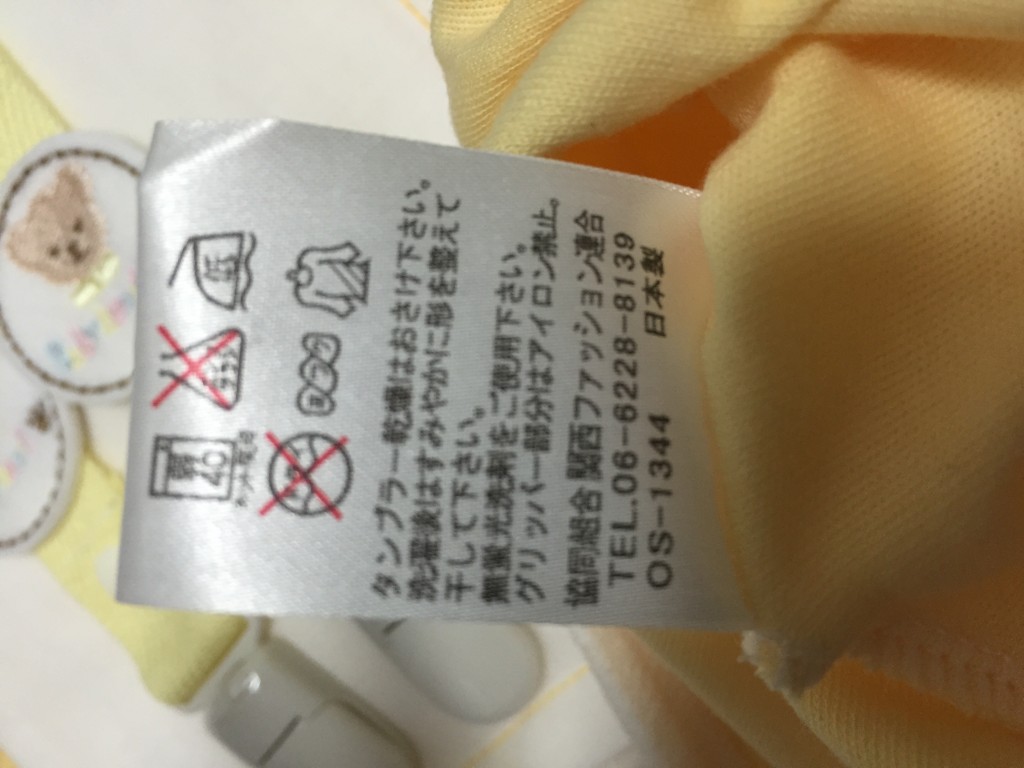 弱
40
ネット使用
エンソサラシ
低
ドライ
ヨワク
タンブラー乾燥はおさけ下さい。
洗濯後はすみやかに形を整えて
干して下さい。
無蛍光洗剤をご使用下さい。
グリッパー部分はアイロン禁止。
協同組合 関西ファッション連合
TEL.06-6228-8139
OS-1344 日本製